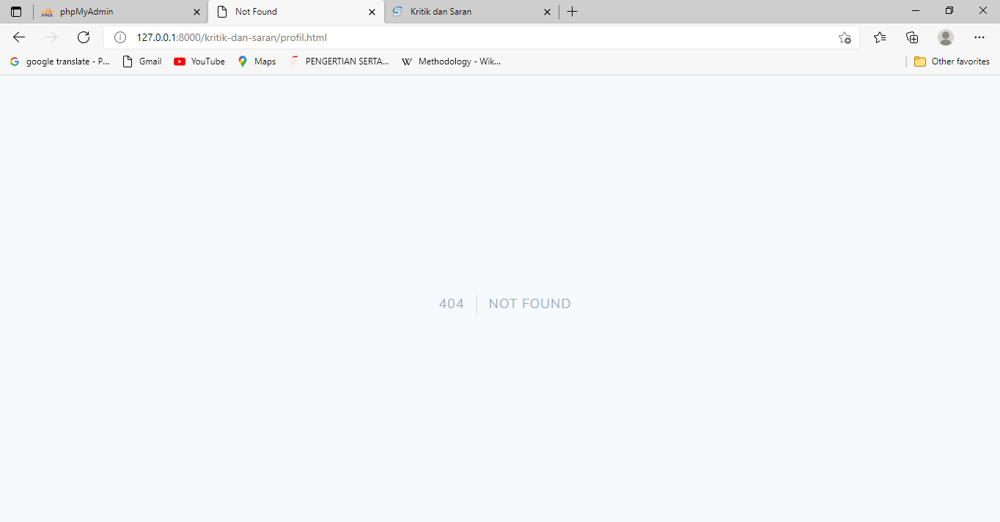 phpMyAdmin
Not Found
Kritik dan Saran
127.0.0.1:8000/kritik-dan-saran/profil.html
google translate - P...
Gmail
YouTube
Maps
PENGERTIAN SERTA...
W
Methodology - Wik...
Other favorites
404
NOT FOUND